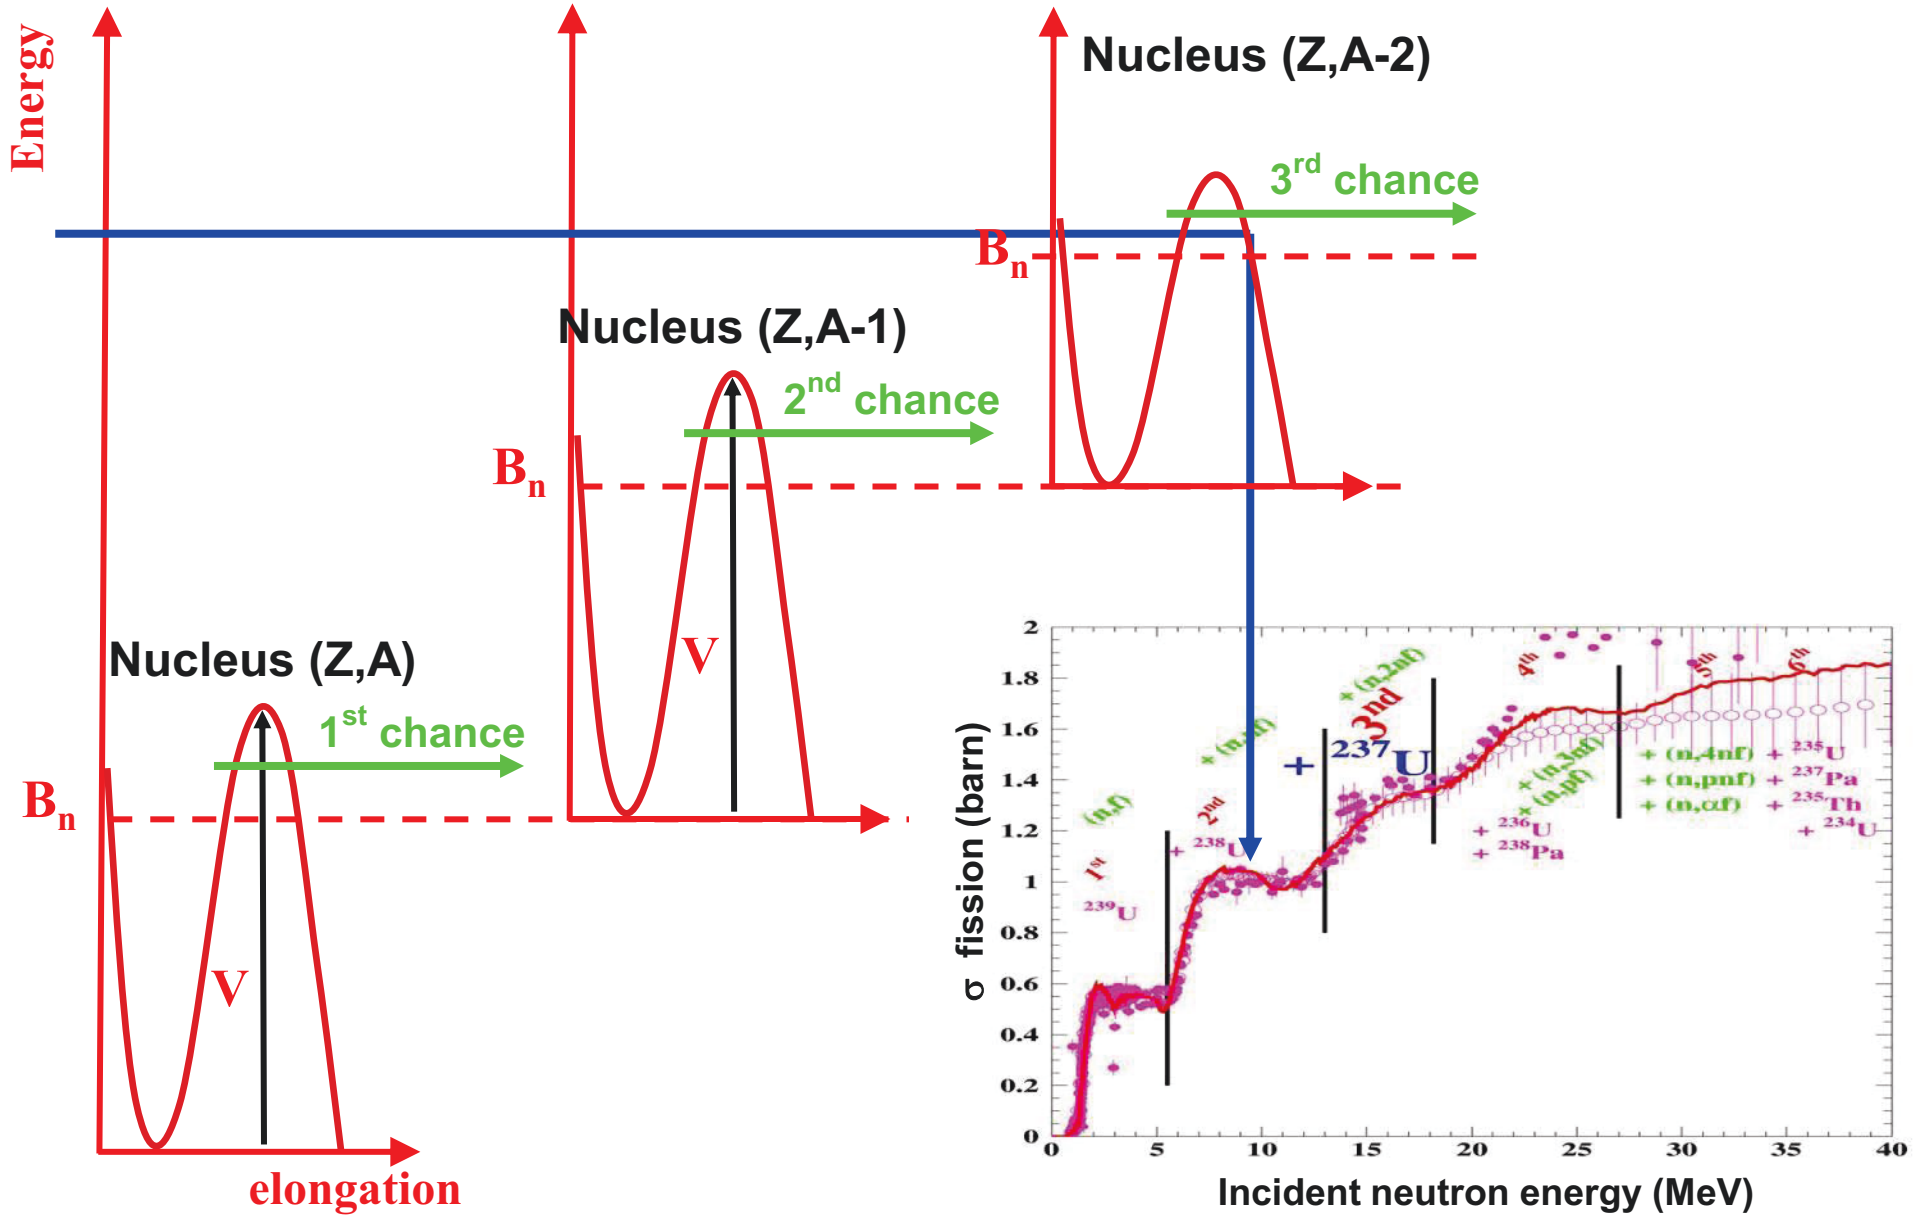 Energy
Nucleus (Z,A-2)
3rd chance
Bn
Nucleus (Z,A-1)
2nd chance
Bn
V
Nucleus (Z,A)
1st chance
Bn
V
elongation
σ fission (barn)
2
1.8
1.6
1.4
1.2
1
0.8
0.6
0.4
0.2
0
0 5 10 15 20 25 30 35 40
Incident neutron energy (MeV)
(n,f)
1st
239U
+ (n,nf)
2nd
+ 238U
+ (n,2nf)
3nd
+ 237U
4th
+ (n,3nf)
+ (n,pf)
+ 236U
+ 238Pa
5th
6th
+ (n,4nf) + 235U
+ (n,pnf) + 237Pa
+ (n,αf) + 235Th
+ 234U